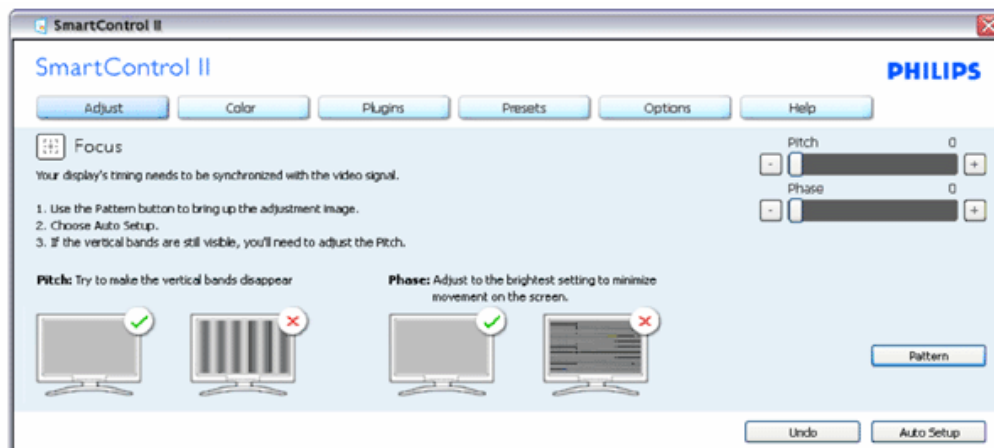 SmartControl II
SmartControl II
PHILIPS
Adjust Color Plugins Presets Options Help
Focus
Your display's timing needs to be synchronized with the video signal.
1. Use the Pattern button to bring up the adjustment image.
2. Choose Auto Setup.
3. If the vertical bands are still visible, you'll need to adjust the Pitch.
Pitch 0
- +
Phase 0
- +
Pitch: Try to make the vertical bands disappear
Phase: Adjust to the brightest setting to minimize
movement on the screen.
Pattern
Undo Auto Setup